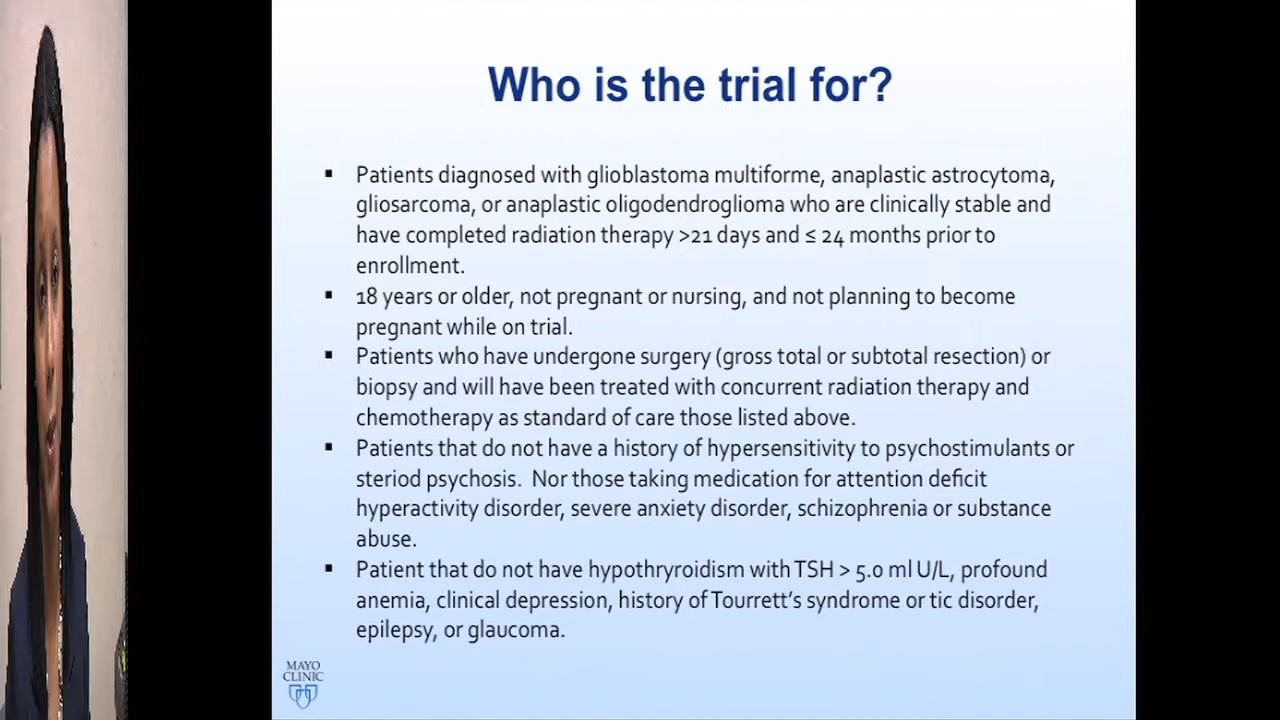 Who is the trial for?
▪ Patients diagnosed with glioblastoma multiforme, anaplastic astrocytoma,
gliosarcoma, or anaplastic oligodendroglioma who are clinically stable and
have completed radiation therapy >21 days and ≤ 24 months prior to
enrollment.
▪ 18 years or older, not pregnant or nursing, and not planning to become
pregnant while on trial.
▪ Patients who have undergone surgery (gross total or subtotal resection) or
biopsy and will have been treated with concurrent radiation therapy and
chemotherapy as standard of care those listed above.
▪ Patients that do not have a history of hypersensitivity to psychostimulants or
steriod psychosis. Nor those taking medication for attention deficit
hyperactivity disorder, severe anxiety disorder, schizophrenia or substance
abuse.
▪ Patient that do not have hypothryroidism with TSH > 5.0 ml U/L, profound
anemia, clinical depression, history of Tourrett's syndrome or tic disorder,
epilepsy, or glaucoma.
MAYO
CLINIC